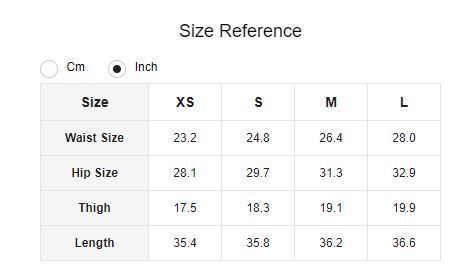 Size Reference
Cm Inch
Size XS S M L
Waist Size 23.2 24.8 26.4 28.0
Hip Size 28.1 29.7 31.3 32.9
Thigh 17.5 18.3 19.1 19.9
Length 35.4 35.8 36.2 36.6